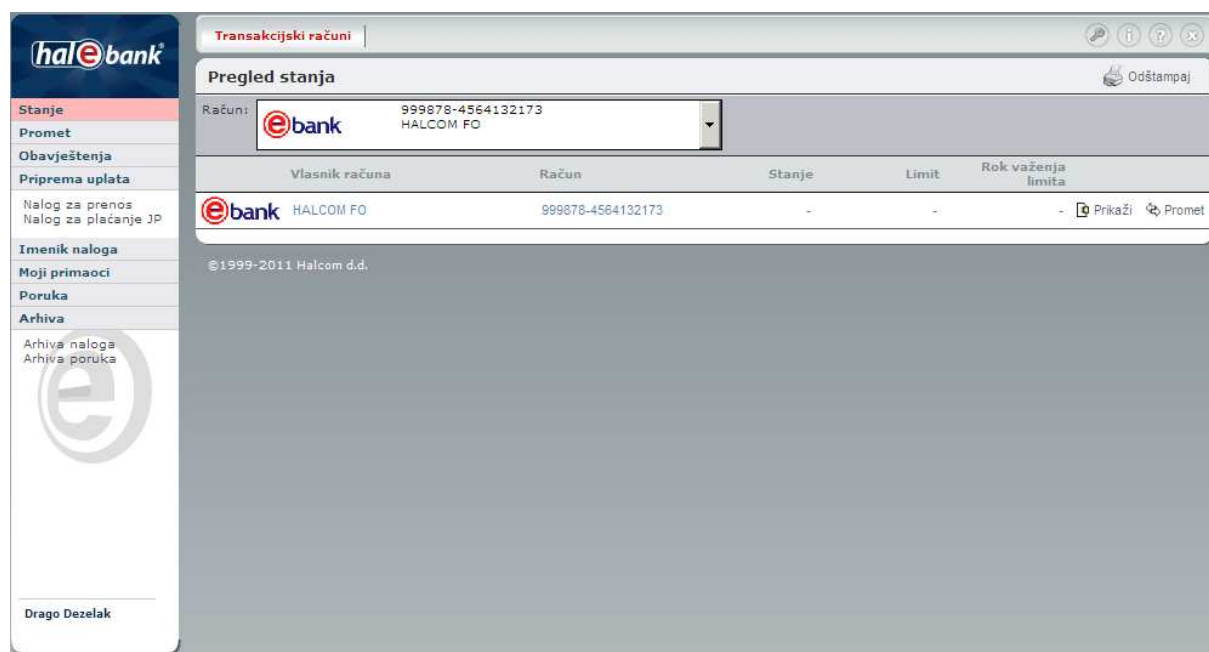 halebank
Stanje
Promet
Obavještenja
Priprema uplata
Nalog za prenos
Nalog za plaćanje JP
Imenik naloga
Moji primaoci
Poruka
Arhiva
Arhiva naloga
Arhiva poruka
Drago Dezelak
Transakcijski računi
Pregled stanja
Odštampaj
Račun:
ebank
999878-4564132173
HALCOM FO
Vlasnik računa Račun Stanje Limit Rok važenja
limita
ebank HALCOM FO 999878-4564132173 - - - Prikaži Promet
©1999-2011 Halcom d.d.